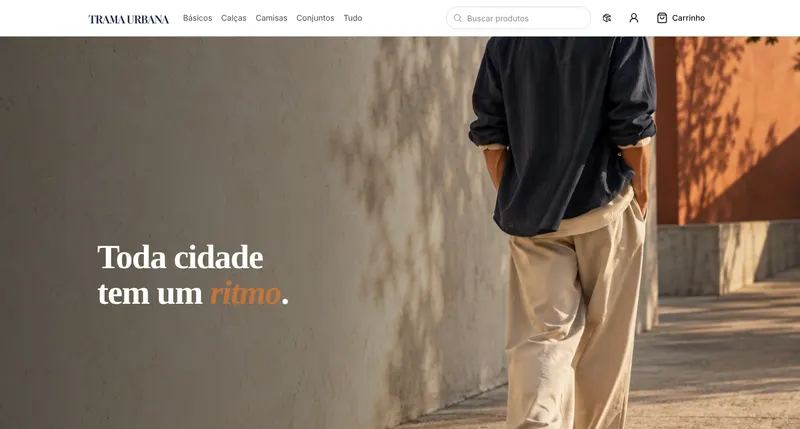 TRAMA URBANA
Básicos
Calças
Camisas
Conjuntos
Tudo
Buscar produtos
Carrinho
Toda cidade
tem um ritmo.